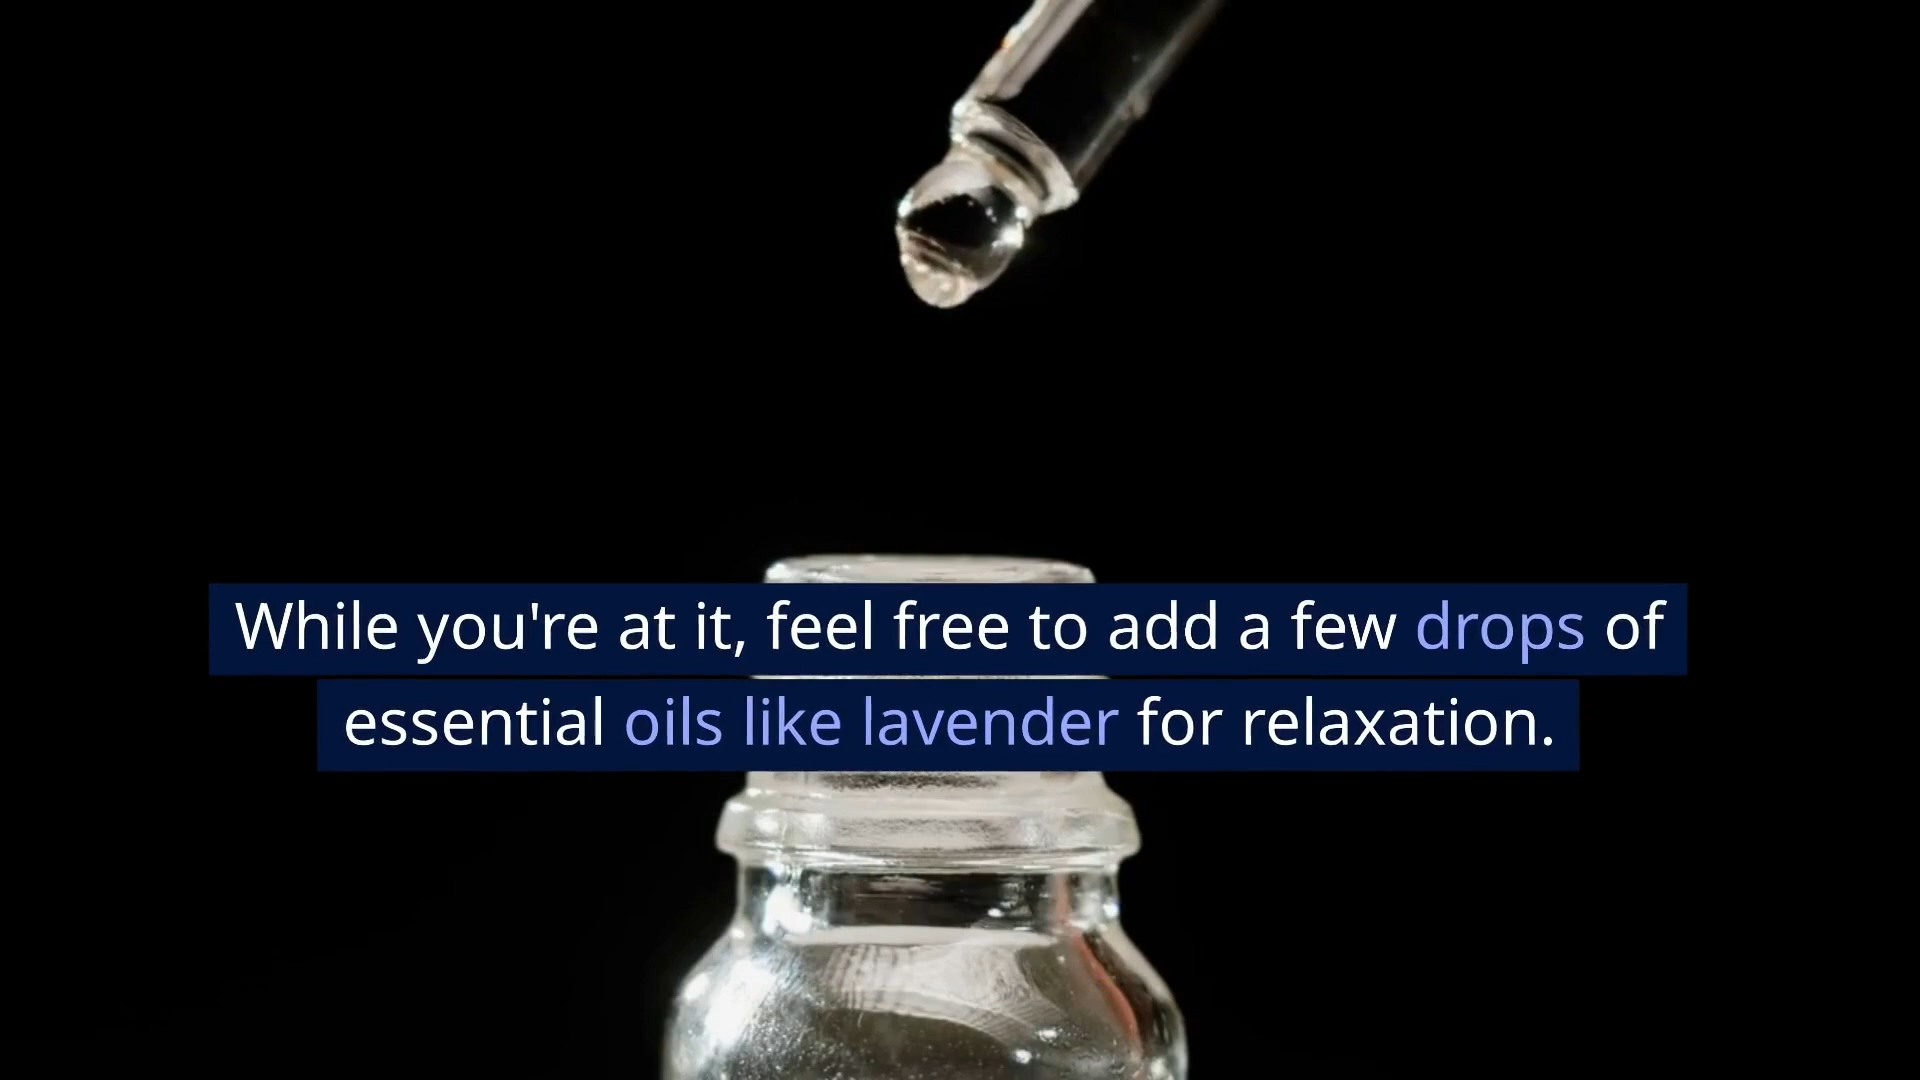 While you're at it, feel free to add a few drops of
essential oils like lavender for relaxation.